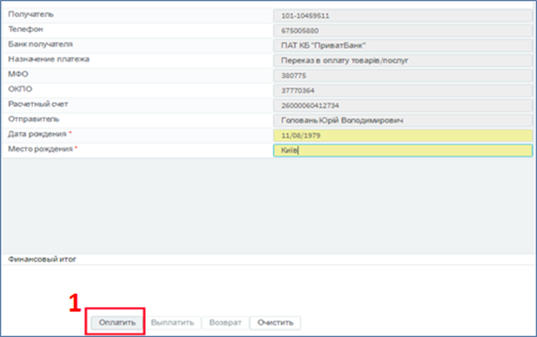 Получатель 101-10459511
Телефон 675005880
Банк получателя ПАТ КБ "ПриватБанк"
Назначение платежа Переказ в оплату товарів/послуг
МФО 380775
ОКПО 37770364
Расчетный счет 26000060412734
Отправитель Головань Юрій Володимирович
Дата рождения * 11/08/1979
Место рождения * Київ
Финансовый итог
1
Оплатить Выплатить Возврат Очистить